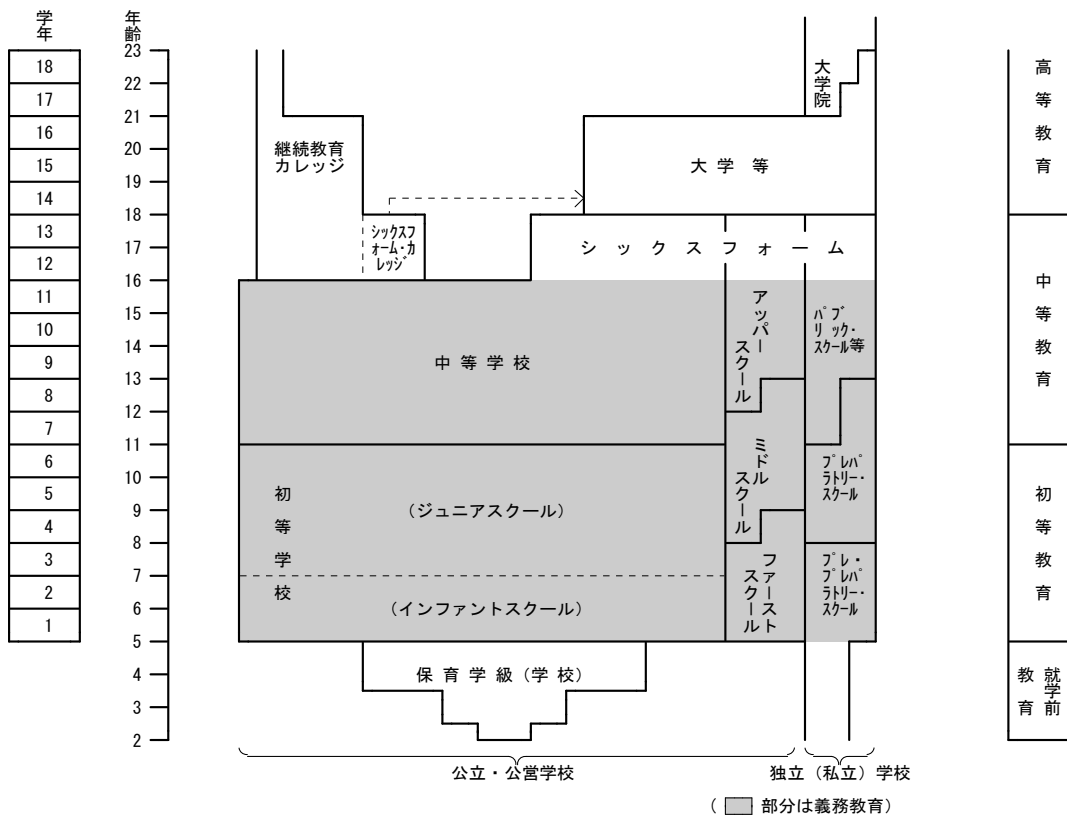 学年
年齢
18
17
16
15
14
13
12
11
10
9
8
7
6
5
4
3
2
1
23
22
21
20
19
18
17
16
15
14
13
12
11
10
9
8
7
6
5
4
3
2
継続教育
カレッジ
シックスフ
ォーム・カ
レッジ
大学院
大学等
シックスフォーム
中等学校
アッパー
スクール
パブ
リック・
スクール等
初等学校
(ジュニアスクール)
(インファントスクール)
ミドル
スクール
ファースト
スクール
プレパ
ラトリー・
スクール
プレ・
プレパ
ラトリー・
スクール
保育学級(学校)
高等教育
中等教育
初等教育
就学前
教育
公立・公営学校
独立(私立)学校
( 部分は義務教育)